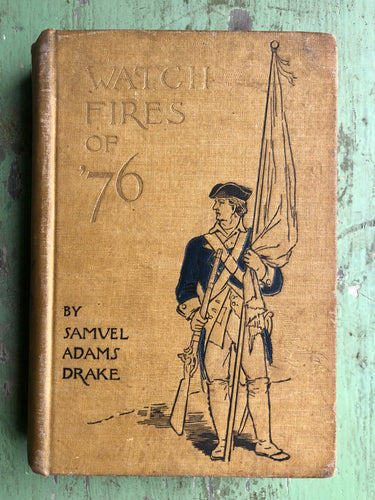 WATCH
FIRES
OF
'76
BY
SAMUEL
ADAMS
DRAKE